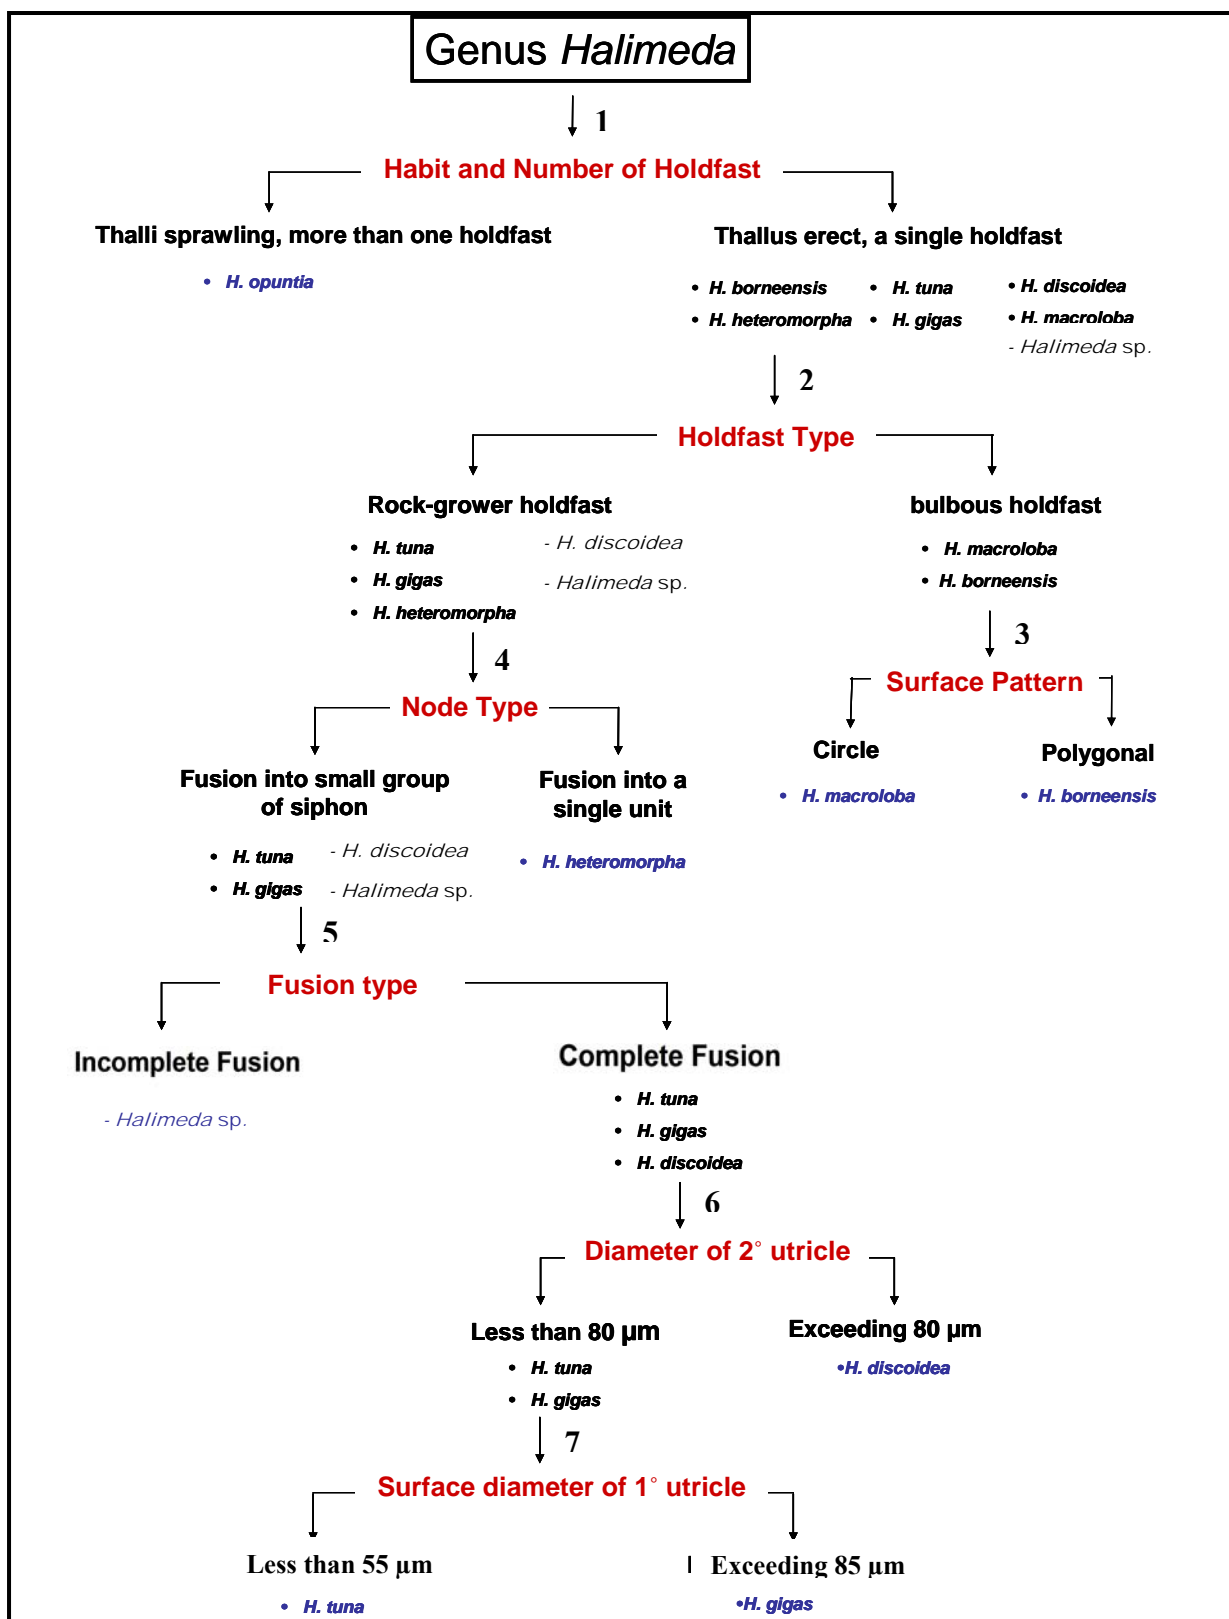 Genus Halimeda
1
Habit and Number of Holdfast
Thalli sprawling, more than one holdfast
Thallus erect, a single holdfast
• H. opuntia
• H. borneensis • H. tuna • H. discoidea
• H. heteromorpha • H. gigas • H. macroloba
- Halimeda sp.
2
Holdfast Type
Rock-grower holdfast
bulbous holdfast
• H. tuna - H. discoidea
• H. gigas - Halimeda sp.
• H. heteromorpha
• H. macroloba
• H. borneensis
3
4
Surface Pattern
Node Type
Circle
Polygonal
• H. macroloba
• H. borneensis
Fusion into small group
of siphon
Fusion into a
single unit
• H. tuna - H. discoidea
• H. gigas - Halimeda sp.
• H. heteromorpha
5
Fusion type
Incomplete Fusion
Complete Fusion
- Halimeda sp.
• H. tuna
• H. gigas
• H. discoidea
6
Diameter of 2° utricle
Less than 80 µm
Exceeding 80 µm
• H. tuna
• H. gigas
•H. discoidea
7
Surface diameter of 1° utricle
Less than 55 µm
Exceeding 85 µm
• H. tuna
•H. gigas